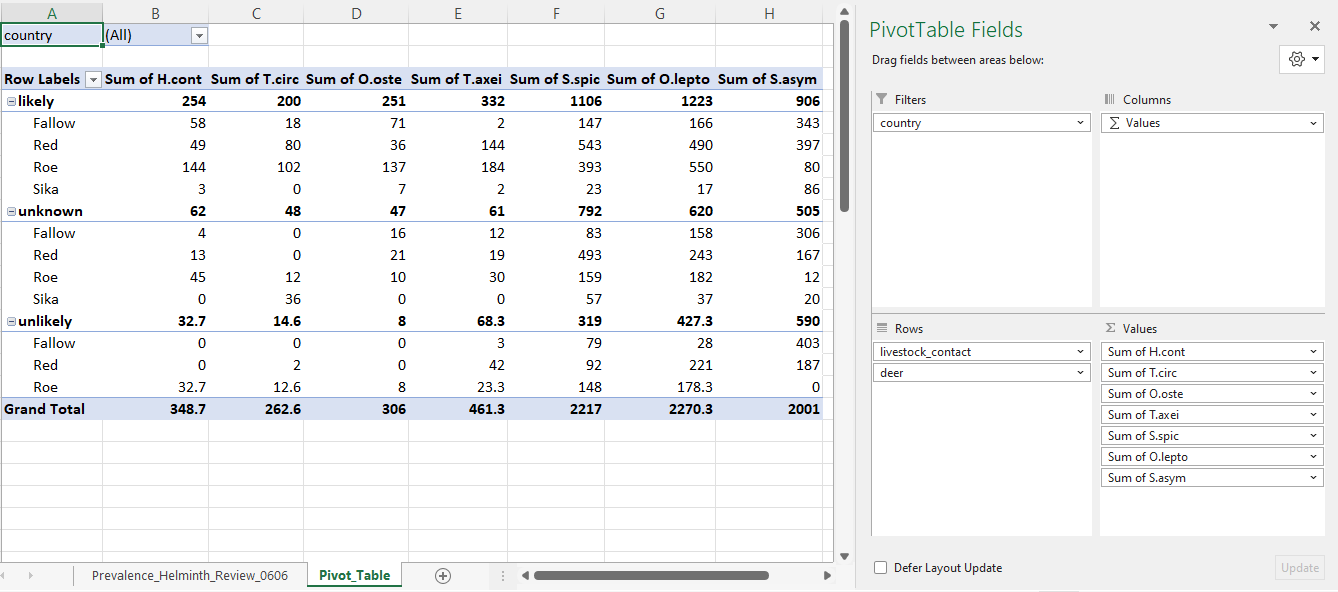 A B C D E F G H
country (All)
Row Labels Sum of H.cont Sum of T.circ Sum of O.oste Sum of T.axei Sum of S.spic Sum of O.lepto Sum of S.asym
likely 254 200 251 332 1106 1223 906
Fallow 58 18 71 2 147 166 343
Red 49 80 36 144 543 490 397
Roe 144 102 137 184 393 550 80
Sika 3 0 7 2 23 17 86
unknown 62 48 47 61 792 620 505
Fallow 4 0 16 12 83 158 306
Red 13 0 21 19 493 243 167
Roe 45 12 10 30 159 182 12
Sika 0 36 0 0 57 37 20
unlikely 32.7 14.6 8 68.3 319 427.3 590
Fallow 0 0 0 3 79 28 403
Red 0 2 0 42 92 221 187
Roe 32.7 12.6 8 23.3 148 178.3 0
Grand Total 348.7 262.6 306 461.3 2217 2270.3 2001
Prevalence_Helminth_Review_0606 Pivot_Table
PivotTable Fields
Drag fields between areas below:
Filters
country
Columns
Σ Values
Rows
livestock_contact
deer
Σ Values
Sum of H.cont
Sum of T.circ
Sum of O.oste
Sum of T.axei
Sum of S.spic
Sum of O.lepto
Sum of S.asym
Defer Layout Update
Update